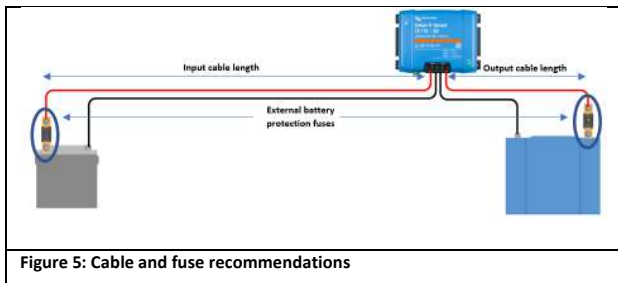 Input cable length
Output cable length
External battery
protection fuses
Figure 5: Cable and fuse recommendations